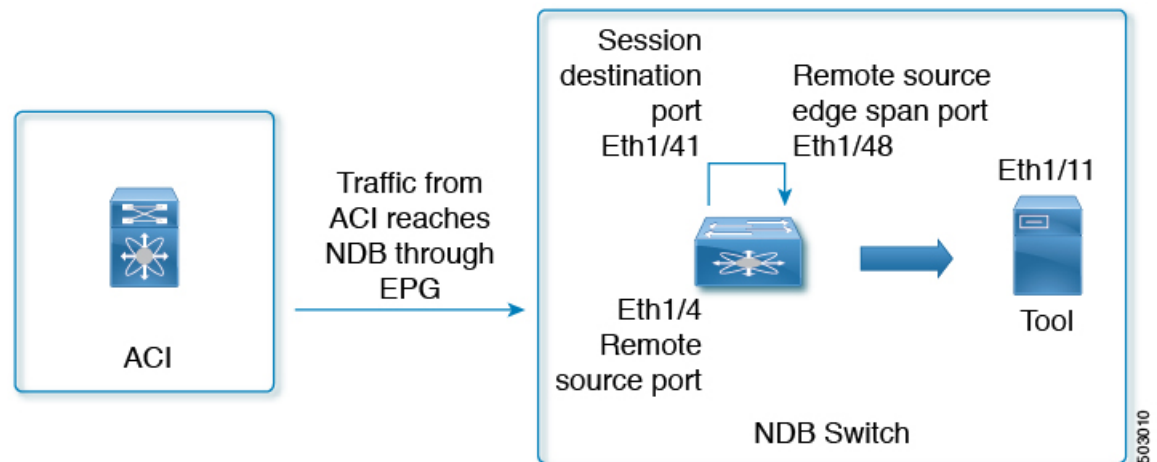 ACI
Traffic from
ACI reaches
NDB through
EPG
Session
destination
port
Eth1/41
Remote source
edge span port
Eth1/48
Eth1/11
Tool
Eth1/4
Remote
source port
NDB Switch
503010